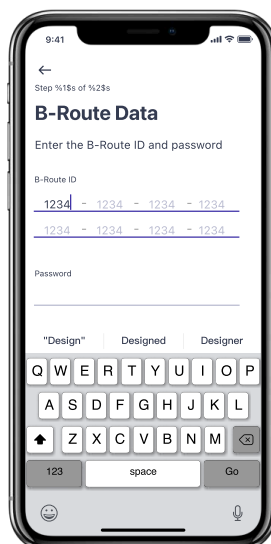 9:41
Step %1$s of %2$s
B-Route Data
Enter the B-Route ID and password
B-Route ID
1234 - 1234 - 1234 - 1234
1234 - 1234 - 1234 - 1234
Password
"Design" Designed Designer
Q W E R T Y U I O P
A S D F G H J K L
Z X C V B N M
123 space Go